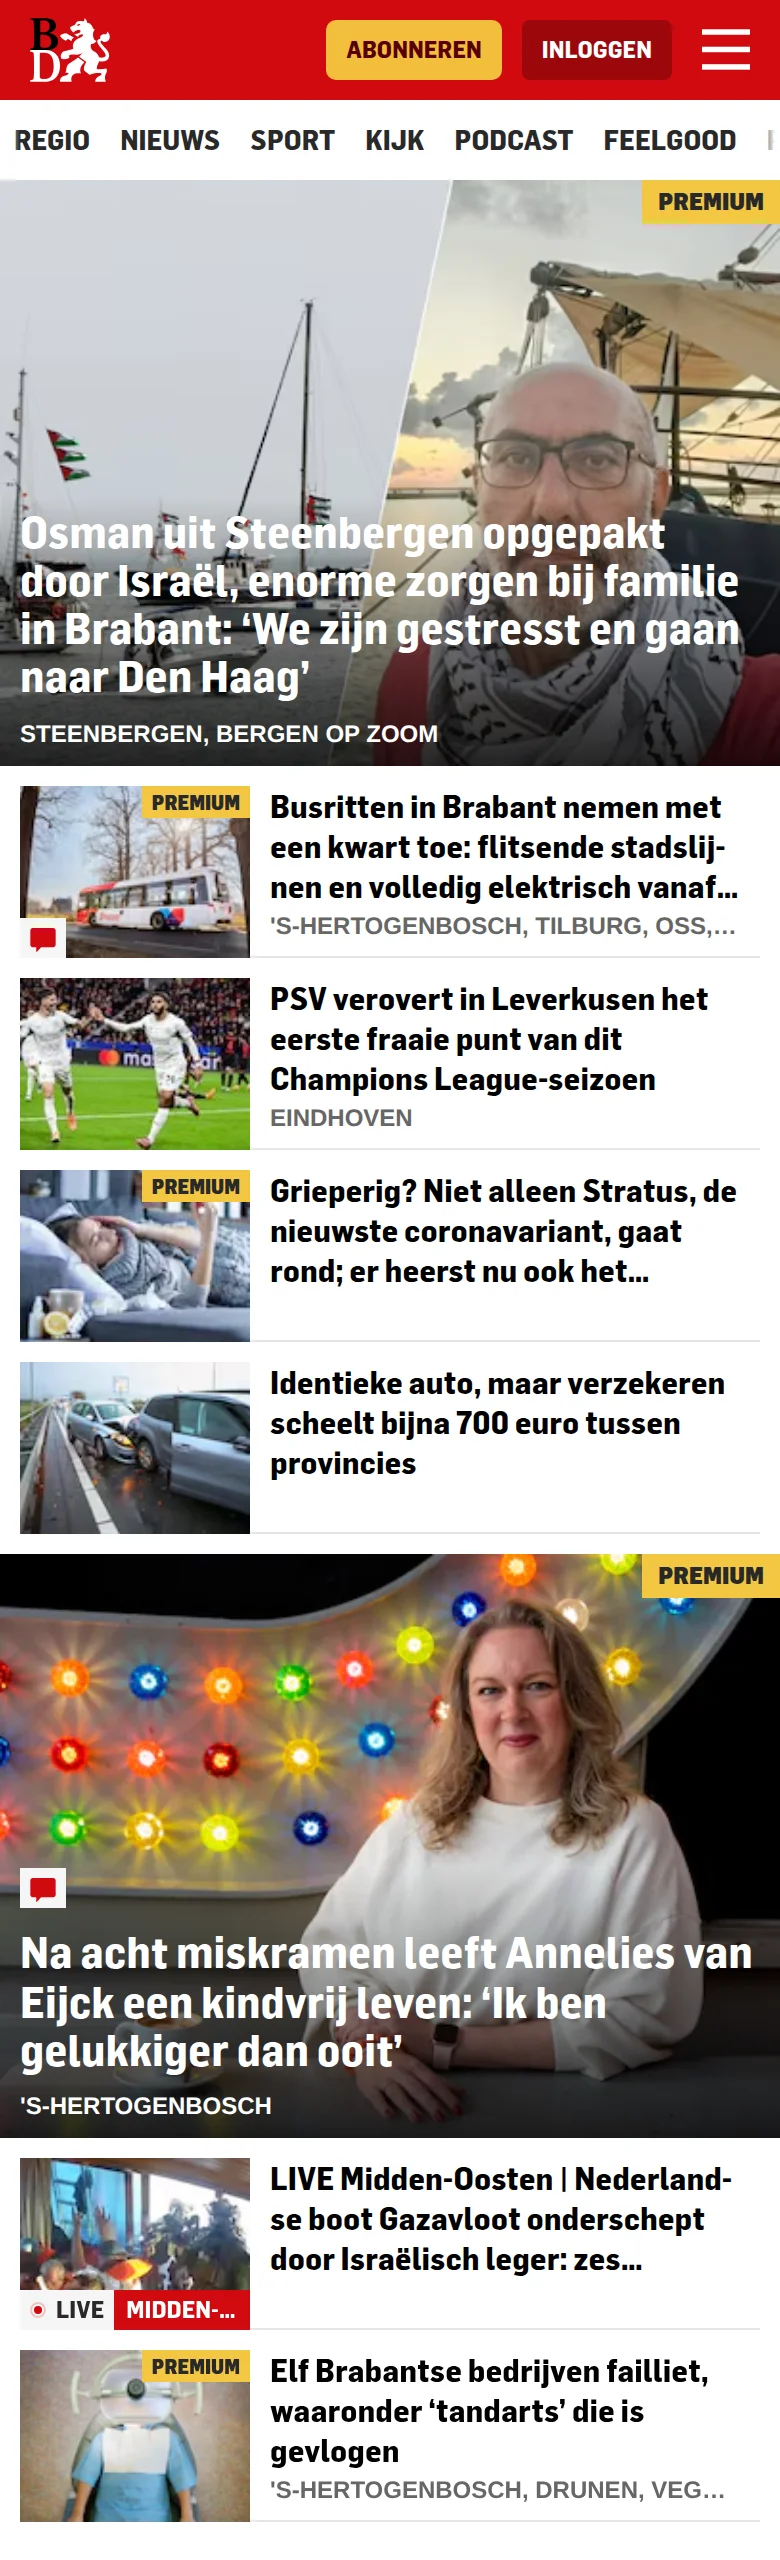 BD
ABONNEREN
INLOGGEN
REGIO NIEUWS SPORT KIJK PODCAST FEELGOOD
PREMIUM
Osman uit Steenbergen opgepakt
door Israël, enorme zorgen bij familie
in Brabant: ‘We zijn gestresst en gaan
naar Den Haag’
STEENBERGEN, BERGEN OP ZOOM
PREMIUM
Busritten in Brabant nemen met
een kwart toe: flitsende stadslij-
nen en volledig elektrisch vanaf...
'S-HERTOGENBOSCH, TILBURG, OSS,...
PSV verovert in Leverkusen het
eerste fraaie punt van dit
Champions League-seizoen
EINDHOVEN
PREMIUM
Grieperig? Niet alleen Stratus, de
nieuwste coronavariant, gaat
rond; er heerst nu ook het...
Identieke auto, maar verzekeren
scheelt bijna 700 euro tussen
provincies
PREMIUM
Na acht miskramen leeft Annelies van
Eijck een kindvrij leven: ‘Ik ben
gelukkiger dan ooit’
'S-HERTOGENBOSCH
LIVE Midden-Oosten | Nederland-
se boot Gazavloot onderschept
door Israëlisch leger: zes...
LIVE MIDDEN-...
PREMIUM
Elf Brabantse bedrijven failliet,
waaronder ‘tandarts’ die is
gevlogen
'S-HERTOGENBOSCH, DRUNEN, VEG...